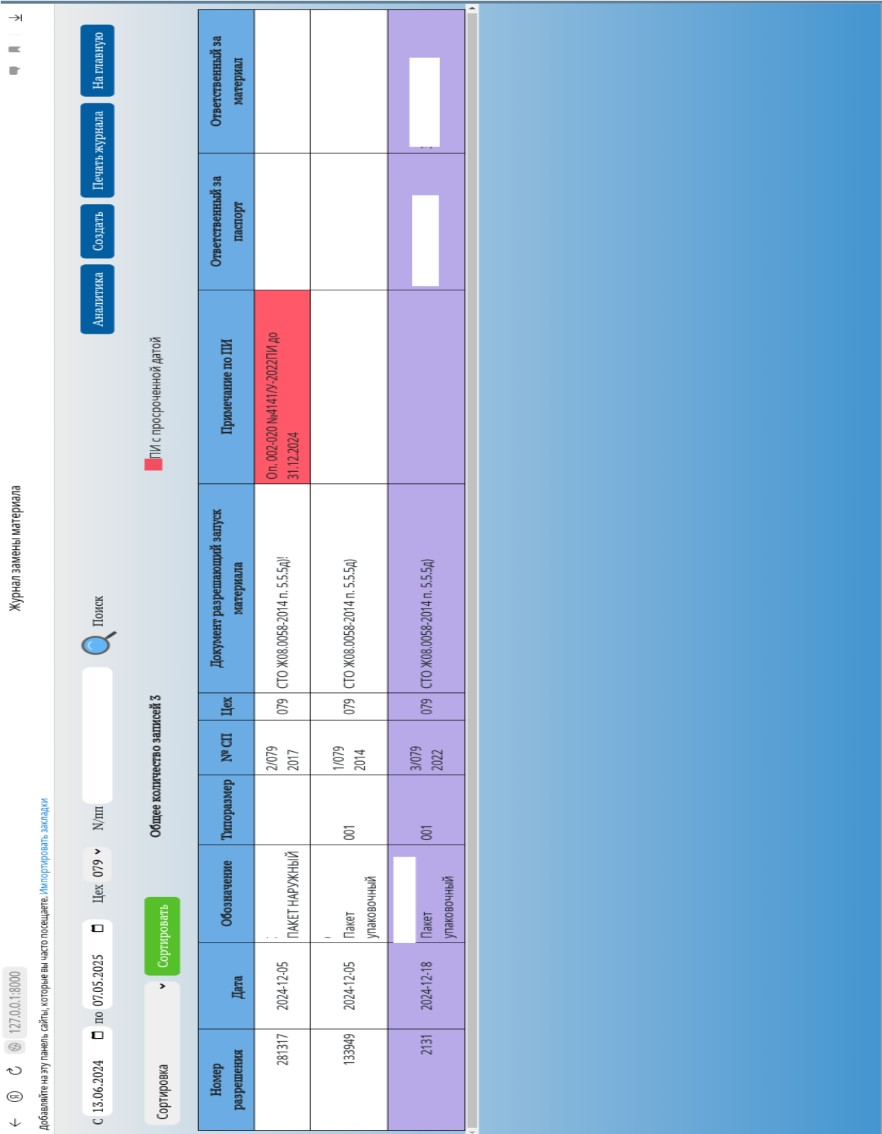 127.0.0.1:8000
Журнал замены материала
Добавляйте на эту панель сайты, которые вы часто посещаете. Импортировать закладки
С 13.06.2024 по 07.05.2025 Цех 079 N/пп Поиск Аналитика Создать Печать журнала На главную
Сортировка Сортировать Общее количество записей 3 ПИ с просроченной датой
Номер разрешения Дата Обозначение Типоразмер № СП Цех Документ разрешающий запуск материала Примечание по ПИ Ответственный за паспорт Ответственный за материал
281317 2024-12-05 ПАКЕТ НАРУЖНЫЙ 2/079 2017 079 СТО Ж08.0058-2014 п. 5.5.5д)! Оп. 002-020 №4141/У-2022ПИ до 31.12.2024
133949 2024-12-05 Пакет упаковочный 001 1/079 2014 079 СТО Ж08.0058-2014 п. 5.5.5д)
2131 2024-12-18 Пакет упаковочный 001 3/079 2022 079 СТО Ж08.0058-2014 п. 5.5.5д)